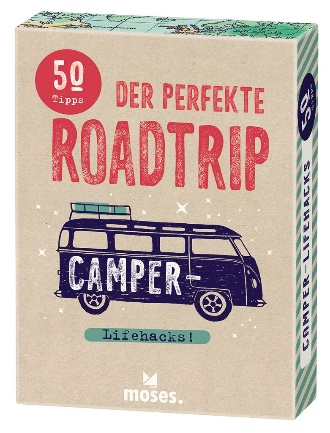 50
Tipps
DER PERFEKTE
ROADTRIP
CAMPER-
Lifehacks!
moses.
50
CAMPER-LIFEHACKS